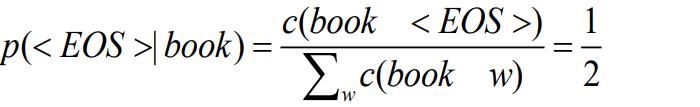 p(< EOS >| book) = c(book < EOS >) / ∑_w c(book w) = 1 / 2